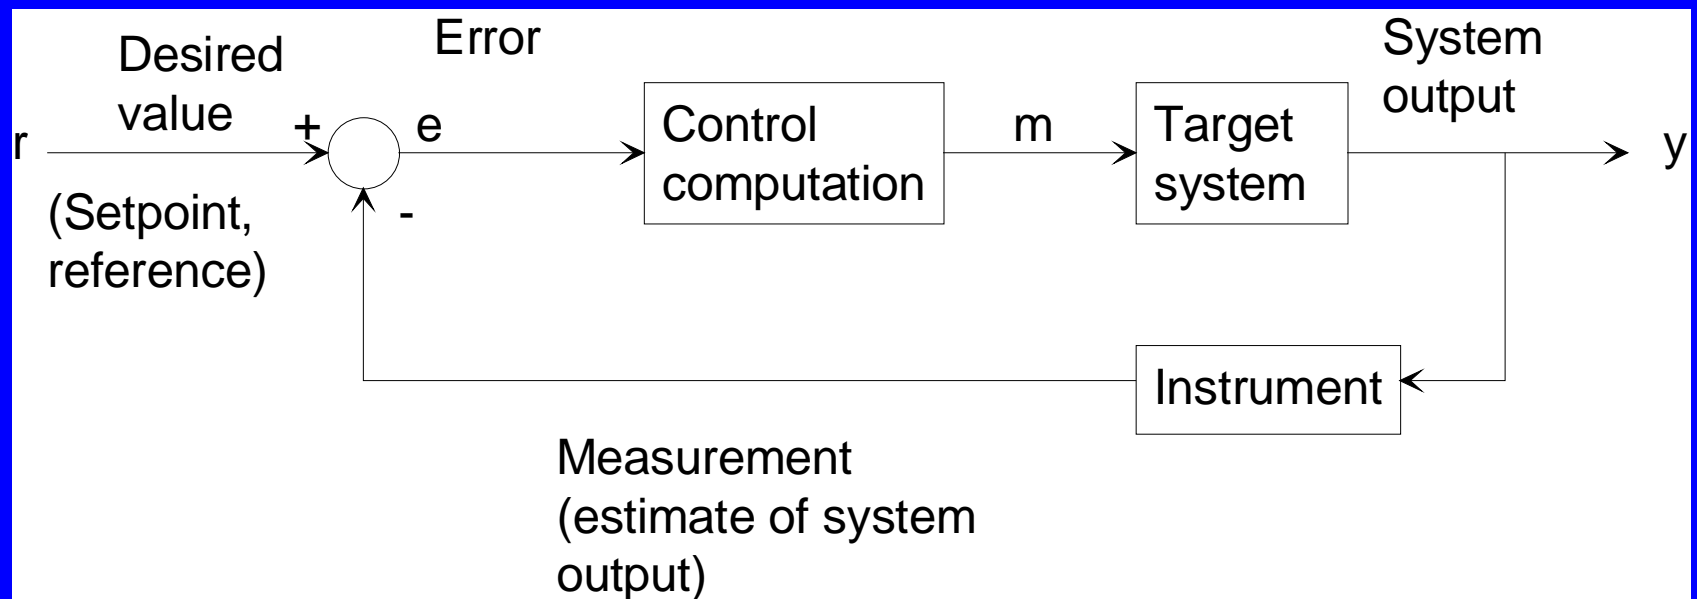 Desired
value
Error
System
output
r
+
e
Control
computation
m
Target
system
y
(Setpoint,
reference)
-
Instrument
Measurement
(estimate of system
output)